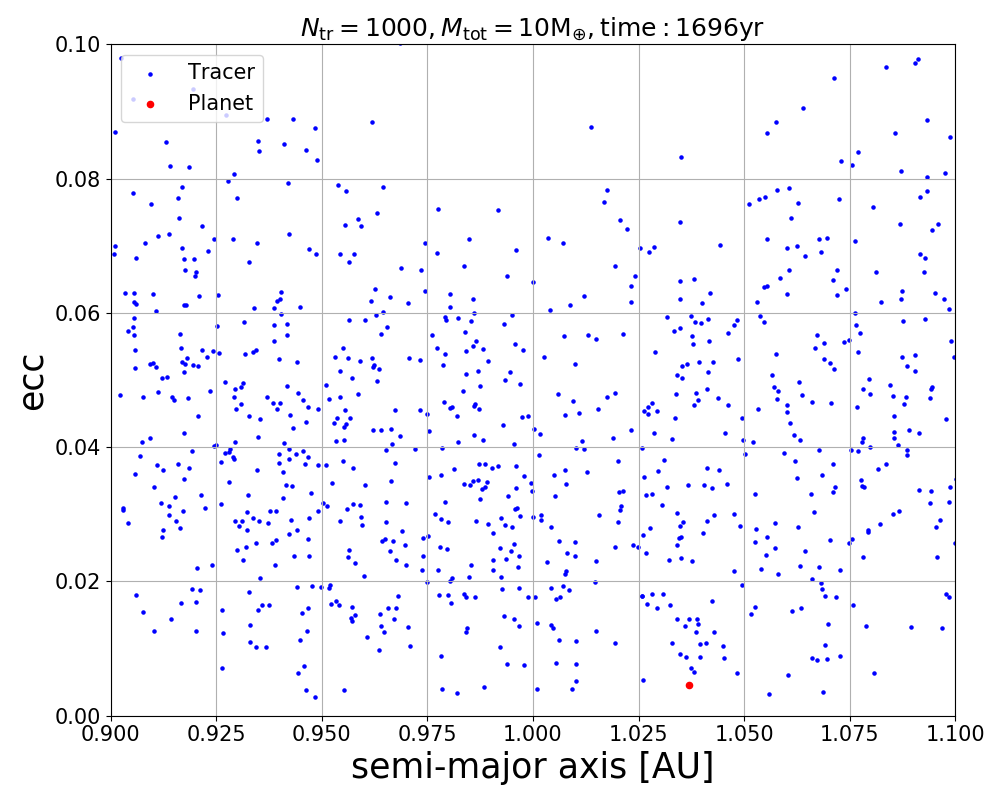 N_tr = 1000, M_tot = 10M_⊕, time : 1696yr
0.10
0.08
0.06
0.04
0.02
0.00
ecc
Tracer
Planet
0.900 0.925 0.950 0.975 1.000 1.025 1.050 1.075 1.100
semi-major axis [AU]